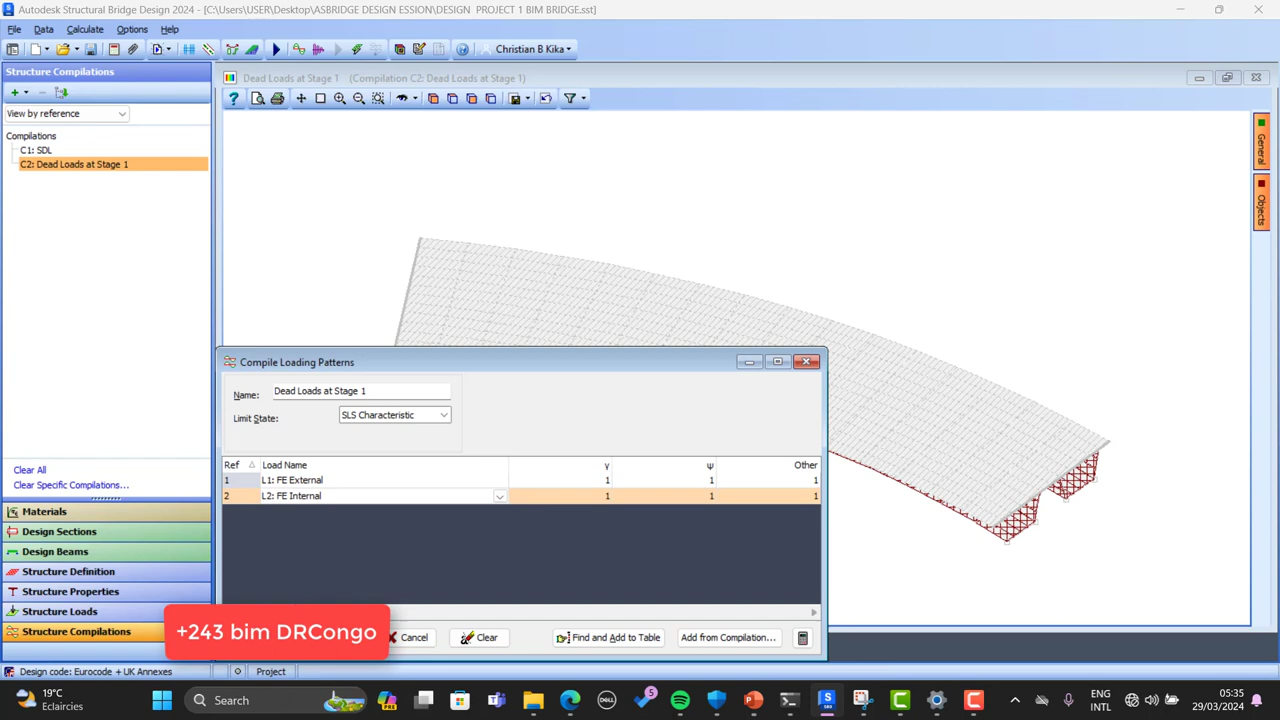 Autodesk Structural Bridge Design 2024 - [C:\Users\USER\Desktop\ASBRIDGE DESIGN ESSION\DESIGN PROJECT 1 BIM BRIDGE.sst]
File Data Calculate Options Help
Christian B Kika
Structure Compilations
Dead Loads at Stage 1 (Compilation C2: Dead Loads at Stage 1)
View by reference
Compilations
C1: SDL
C2: Dead Loads at Stage 1
General
Objects
Compile Loading Patterns
Name: Dead Loads at Stage 1
Limit State: SLS Characteristic
Ref Load Name γ ψ Other
1 L1: FE External 1 1 1
2 L2: FE Internal 1 1 1
Clear All
Clear Specific Compilations...
Materials
Design Sections
Design Beams
Structure Definition
Structure Properties
Structure Loads
Structure Compilations
+243 bim DRCongo
Cancel Clear Find and Add to Table Add from Compilation...
Design code: Eurocode + UK Annexes Project
19°C
Eclaircies
Search
PRE
DELL
5
SBD
ENG
INTL
05:35
29/03/2024